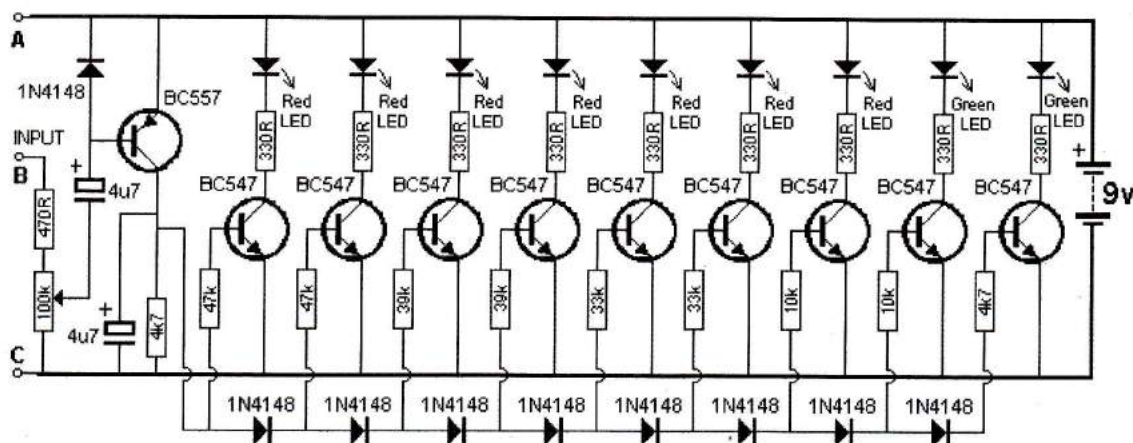 A
1N4148
BC557
INPUT
B
+
4u7
470R
100k
+
4u7
4k7
C
Red LED
Red LED
Red LED
Red LED
Red LED
Red LED
Red LED
Green LED
Green LED
330R
330R
330R
330R
330R
330R
330R
330R
330R
BC547
BC547
BC547
BC547
BC547
BC547
BC547
BC547
BC547
+
9v
47k
47k
39k
39k
33k
33k
10k
10k
4k7
1N4148
1N4148
1N4148
1N4148
1N4148
1N4148
1N4148
1N4148